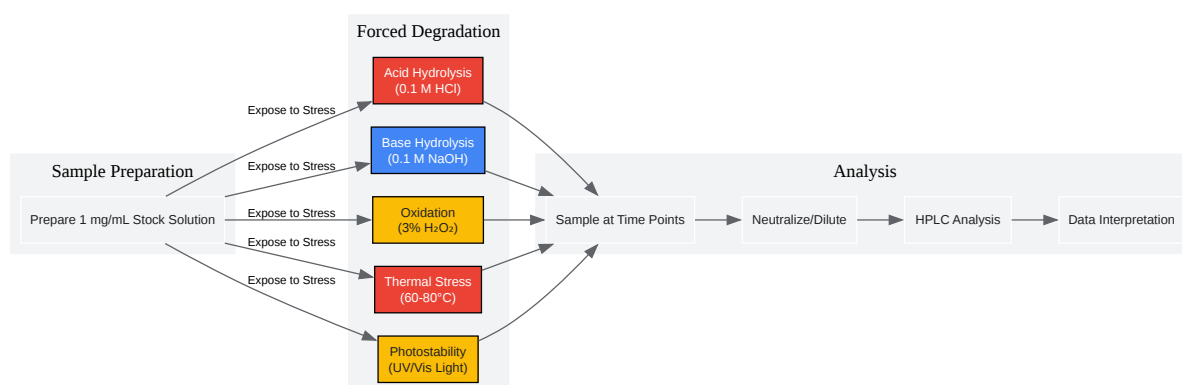 Forced Degradation
Acid Hydrolysis
(0.1 M HCl)
Expose to Stress
Base Hydrolysis
(0.1 M NaOH)
Expose to Stress
Sample Preparation
Analysis
Prepare 1 mg/mL Stock Solution
Expose to Stress
Oxidation
(3% H₂O₂)
Sample at Time Points
Neutralize/Dilute
HPLC Analysis
Data Interpretation
Expose to Stress
Thermal Stress
(60-80°C)
Expose to Stress
Photostability
(UV/Vis Light)